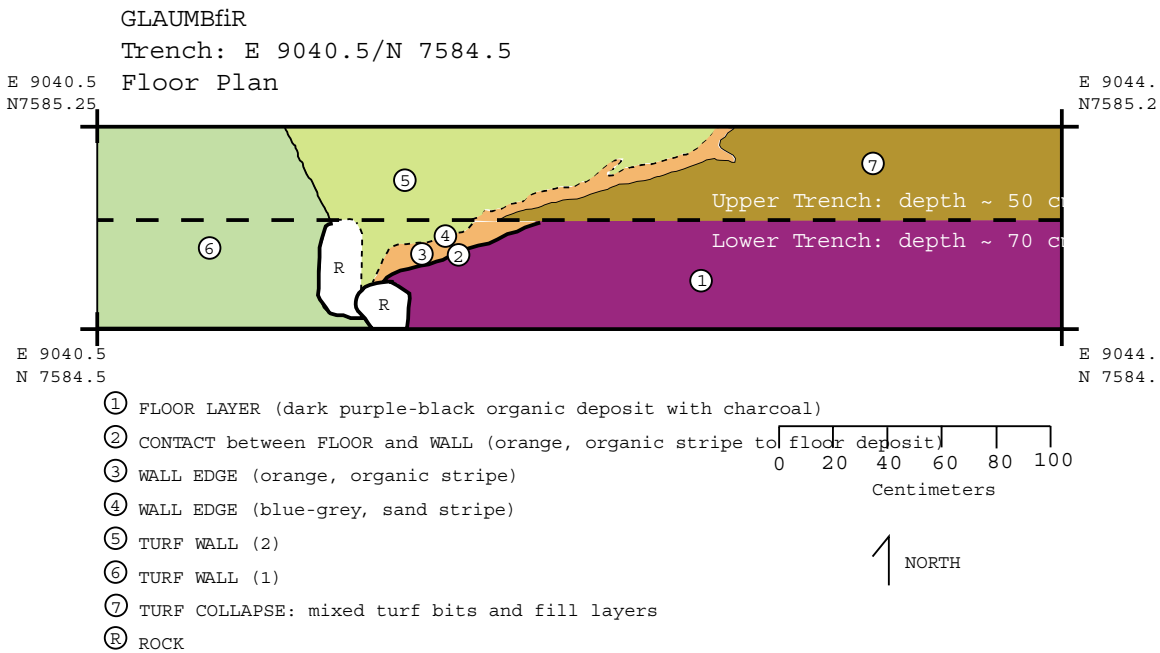 GLAUMBfiR
Trench: E 9040.5/N 7584.5
Floor Plan
E 9040.5
N7585.25
E 9044.
N7585.2
5
7
Upper Trench: depth ~ 50 c
4
6
3
2
Lower Trench: depth ~ 70 c
R
1
R
E 9040.5
N 7584.5
E 9044.
N 7584.
1 FLOOR LAYER (dark purple-black organic deposit with charcoal)
2 CONTACT between FLOOR and WALL (orange, organic stripe to floor deposit)
3 WALL EDGE (orange, organic stripe)
4 WALL EDGE (blue-grey, sand stripe)
5 TURF WALL (2)
6 TURF WALL (1)
7 TURF COLLAPSE: mixed turf bits and fill layers
R ROCK
0 20 40 60 80 100
Centimeters
NORTH